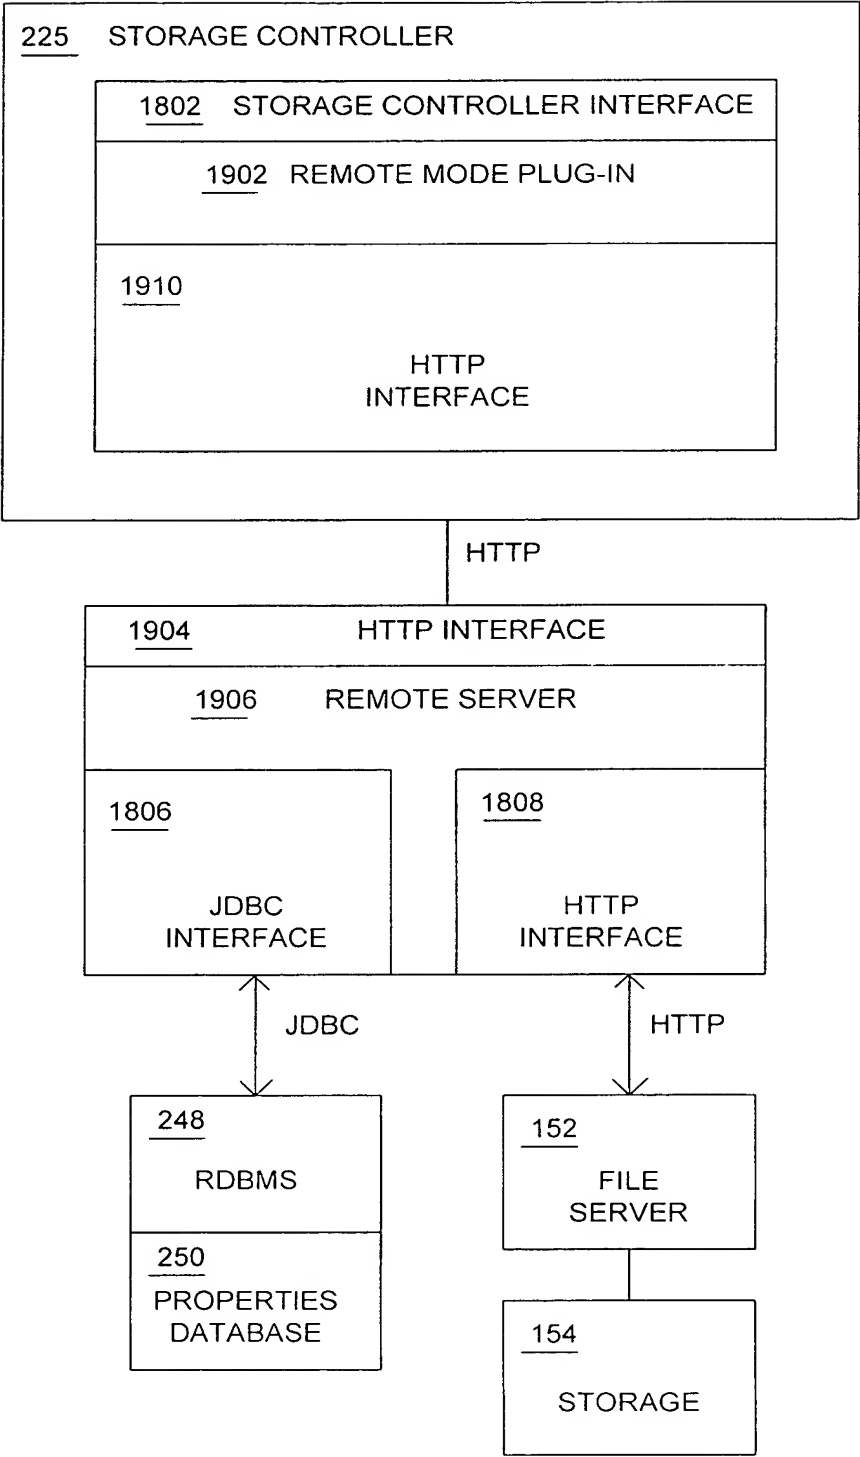 225 STORAGE CONTROLLER
1802 STORAGE CONTROLLER INTERFACE
1902 REMOTE MODE PLUG-IN
1910
HTTP
INTERFACE
HTTP
1904 HTTP INTERFACE
1906 REMOTE SERVER
1806
JDBC
INTERFACE
1808
HTTP
INTERFACE
JDBC
HTTP
248
RDBMS
250
PROPERTIES
DATABASE
152
FILE
SERVER
154
STORAGE